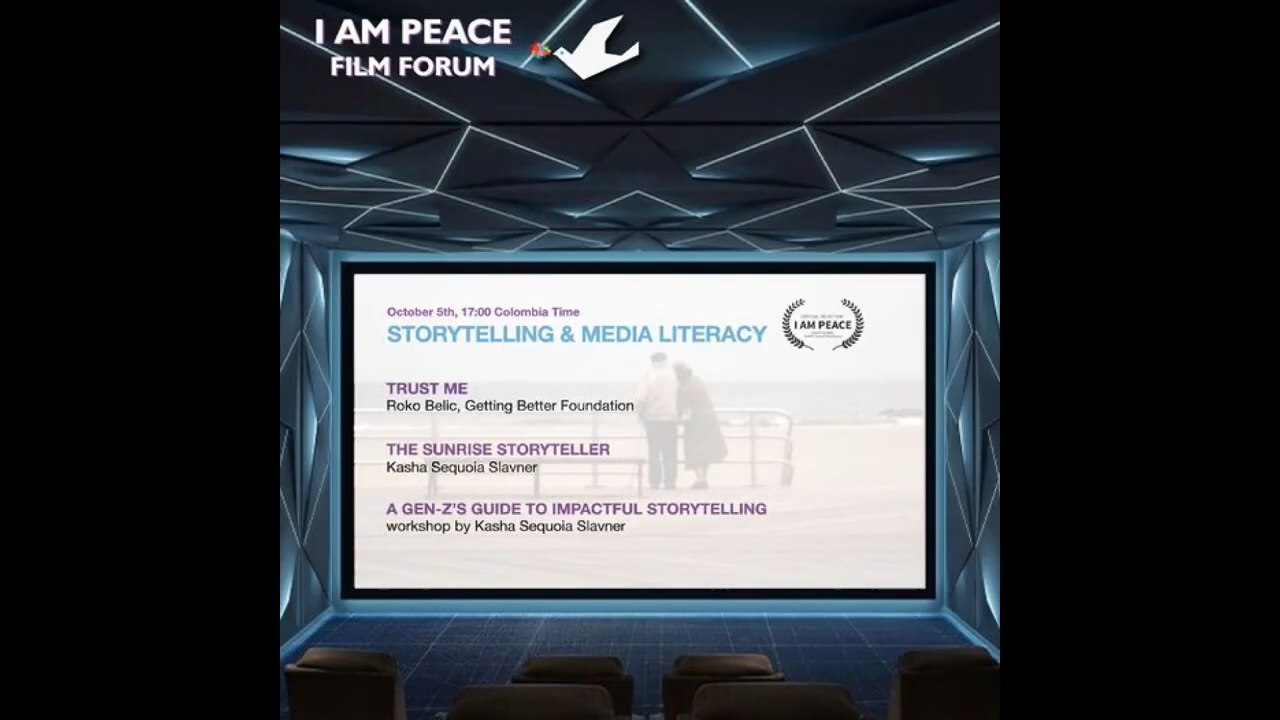 I AM PEACE
FILM FORUM
October 5th, 17:00 Colombia Time
STORYTELLING & MEDIA LITERACY
I AM PEACE
TRUST ME
Roko Belic, Getting Better Foundation
THE SUNRISE STORYTELLER
Kasha Sequoia Slavner
A GEN-Z'S GUIDE TO IMPACTFUL STORYTELLING
workshop by Kasha Sequoia Slavner